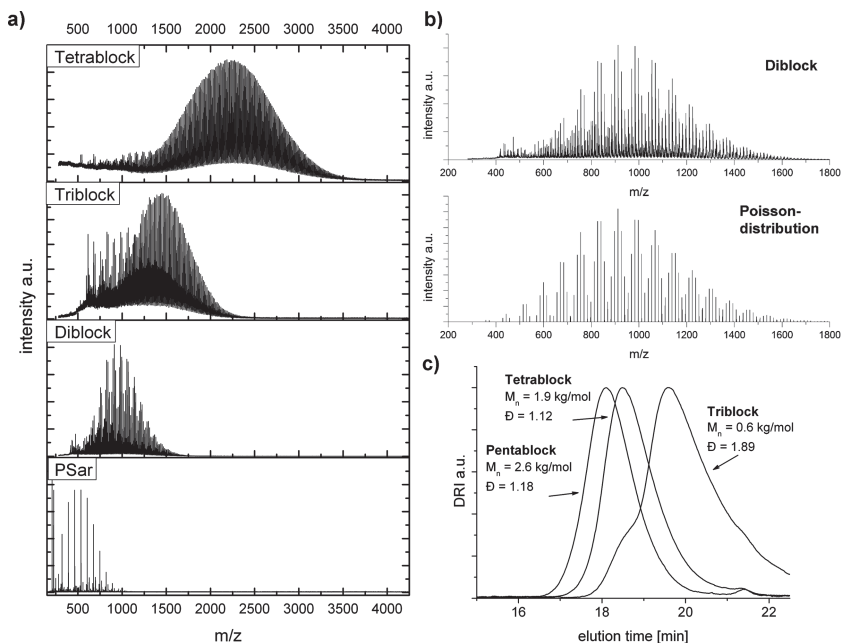 a)
500 1000 1500 2000 2500 3000 3500 4000
Tetrablock
Triblock
Diblock
PSar
intensity a.u.
500 1000 1500 2000 2500 3000 3500 4000
m/z
b)
Diblock
intensity a.u.
200 400 600 800 1000 1200 1400 1600 1800
m/z
Poisson-
distribution
intensity a.u.
200 400 600 800 1000 1200 1400 1600 1800
m/z
c)
Tetrablock
Mn = 1.9 kg/mol
Đ = 1.12
Pentablock
Mn = 2.6 kg/mol
Đ = 1.18
Triblock
Mn = 0.6 kg/mol
Đ = 1.89
DRI a.u.
16 18 20 22
elution time [min]